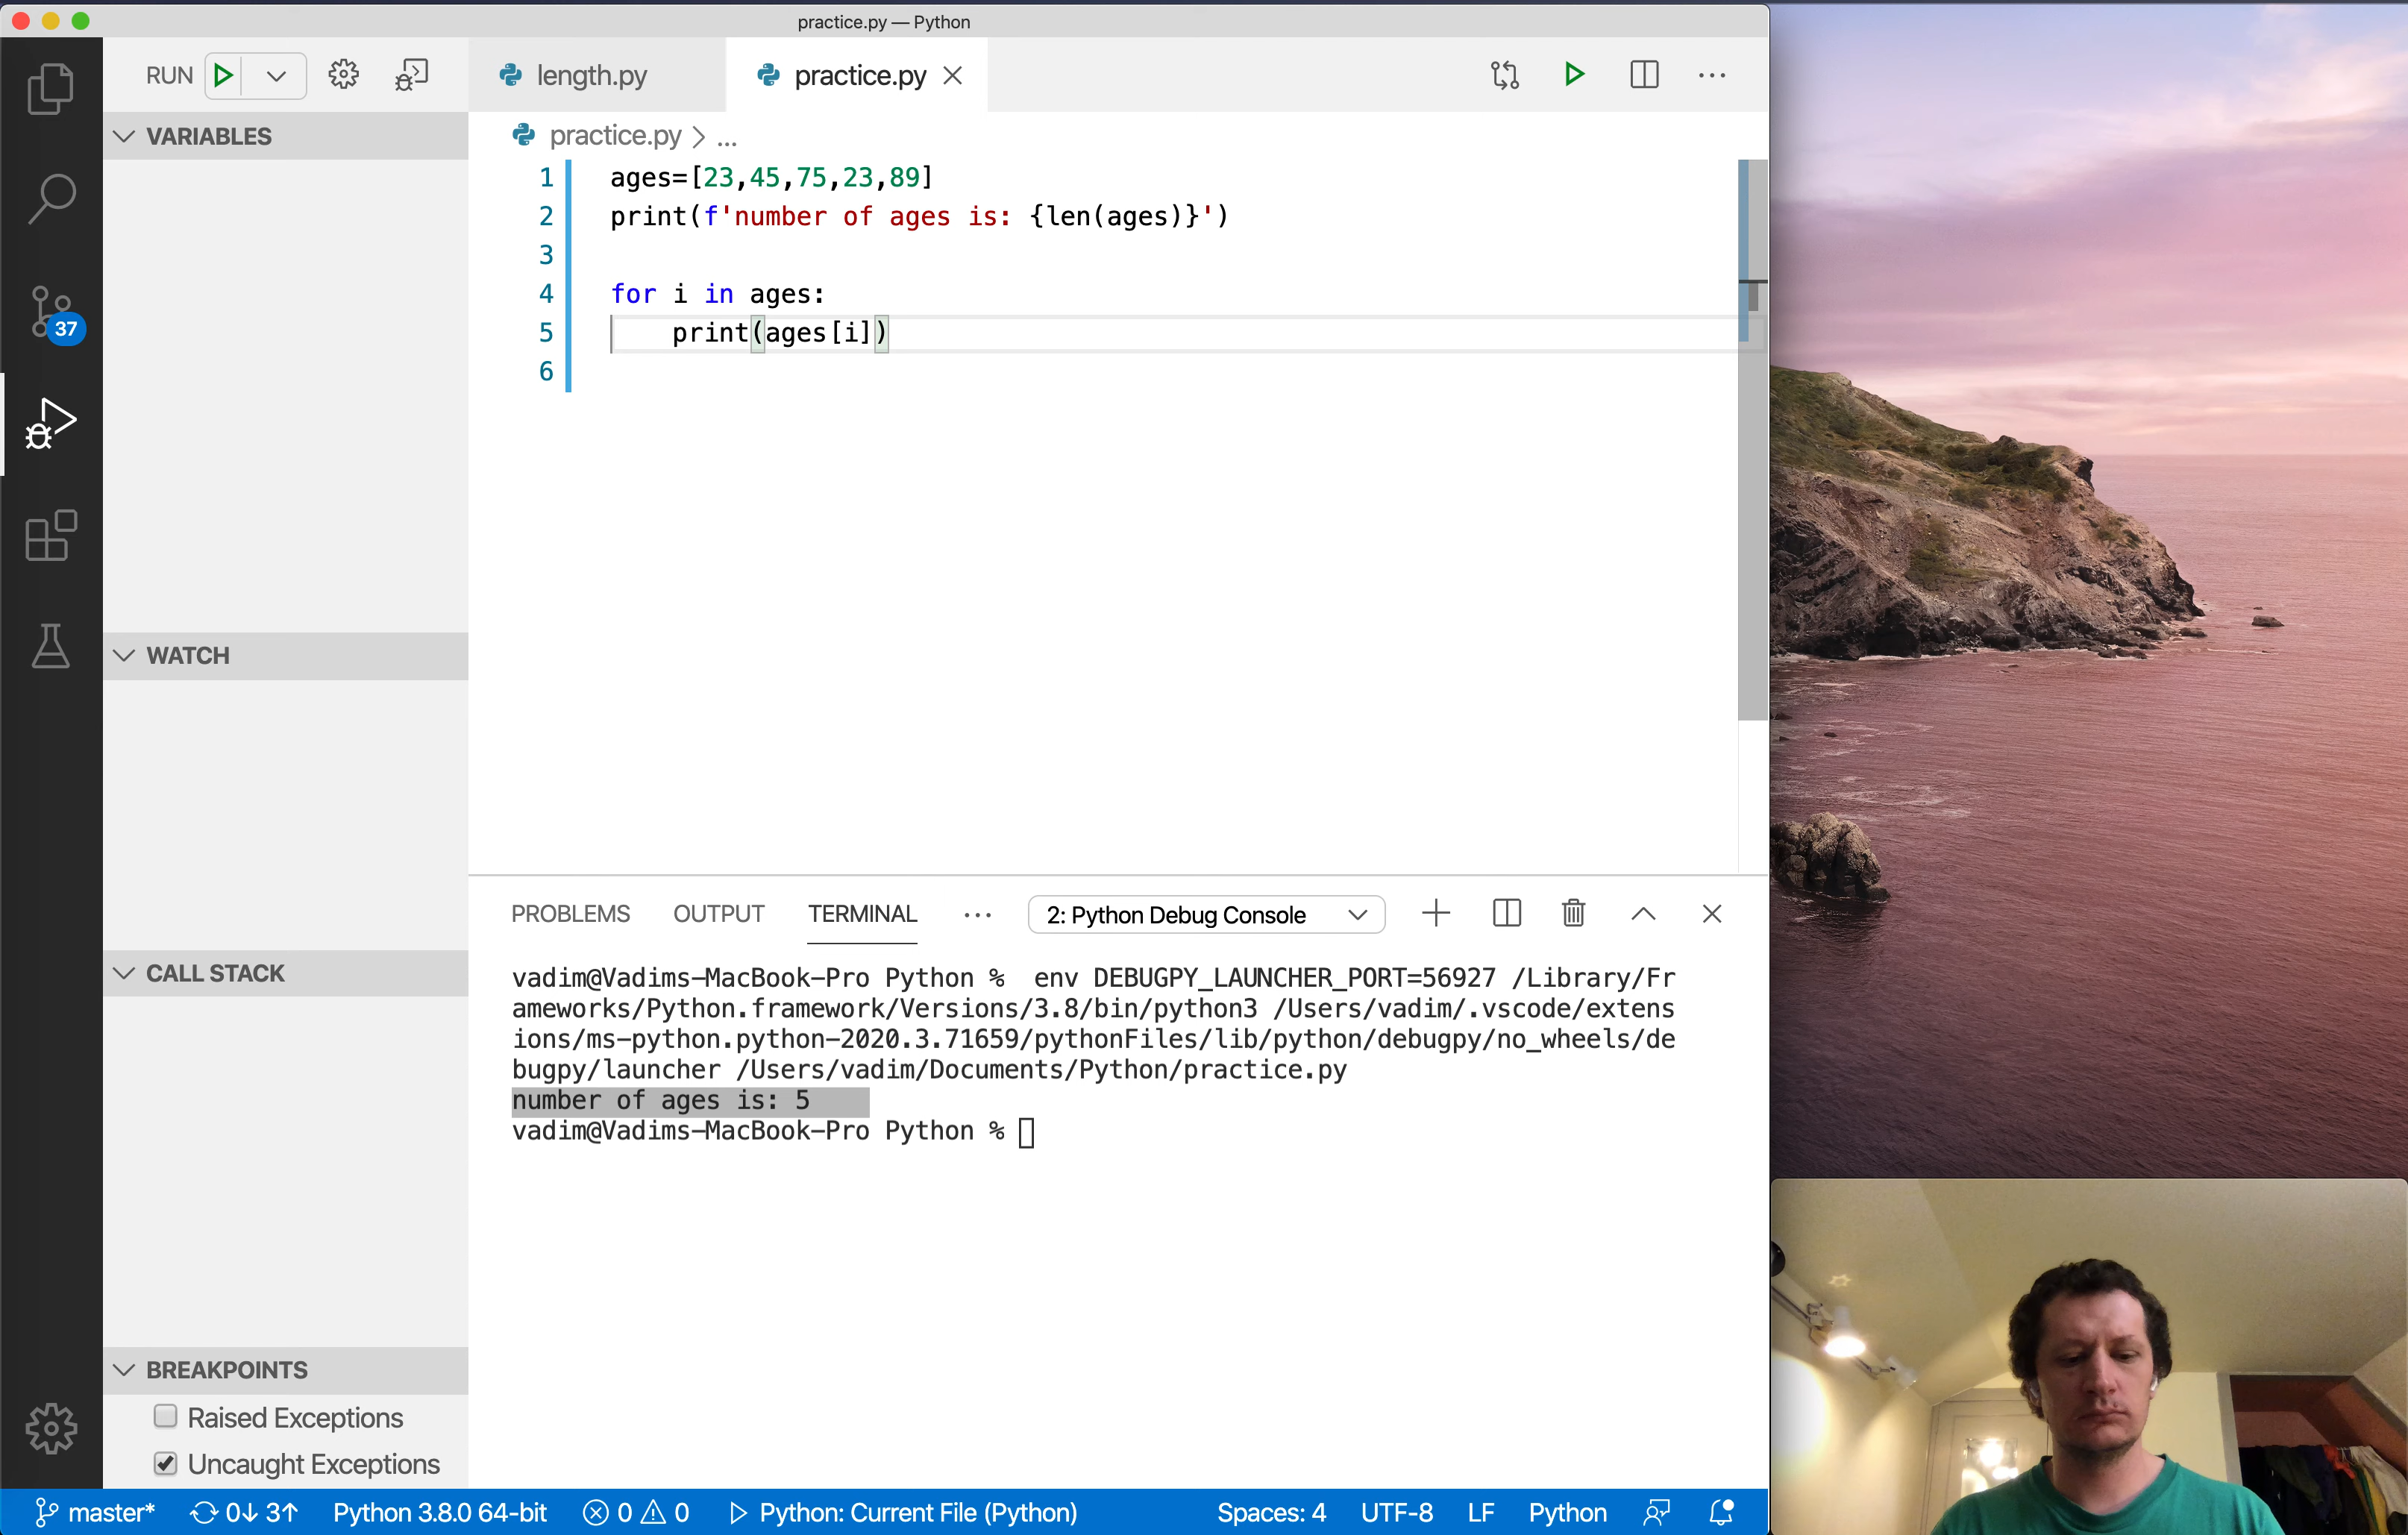 practice.py — Python
RUN
length.py
practice.py
VARIABLES
practice.py > ...
1 ages=[23,45,75,23,89]
2 print(f'number of ages is: {len(ages)}')
3
4 for i in ages:
5     print(ages[i])
6
37
WATCH
CALL STACK
BREAKPOINTS
Raised Exceptions
Uncaught Exceptions
PROBLEMS OUTPUT TERMINAL ... 2: Python Debug Console
vadim@Vadims-MacBook-Pro Python %  env DEBUGPY_LAUNCHER_PORT=56927 /Library/Fr
ameworks/Python.framework/Versions/3.8/bin/python3 /Users/vadim/.vscode/extens
ions/ms-python.python-2020.3.71659/pythonFiles/lib/python/debugpy/no_wheels/de
bugpy/launcher /Users/vadim/Documents/Python/practice.py
number of ages is: 5
vadim@Vadims-MacBook-Pro Python %
master* 0↓ 3↑ Python 3.8.0 64-bit 0 0 Python: Current File (Python) Spaces: 4 UTF-8 LF Python